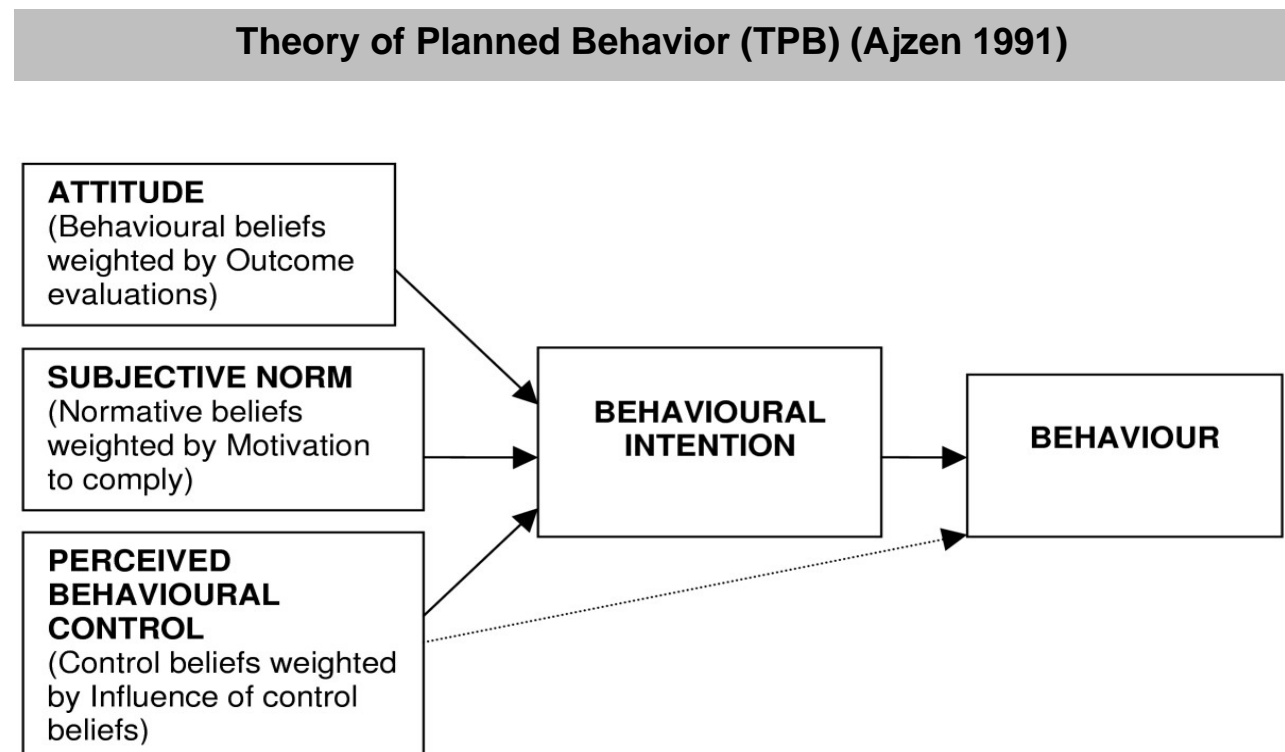 Theory of Planned Behavior (TPB) (Ajzen 1991)
ATTITUDE
(Behavioural beliefs
weighted by Outcome
evaluations)
SUBJECTIVE NORM
(Normative beliefs
weighted by Motivation
to comply)
PERCEIVED
BEHAVIOURAL
CONTROL
(Control beliefs weighted
by Influence of control
beliefs)
BEHAVIOURAL
INTENTION
BEHAVIOUR